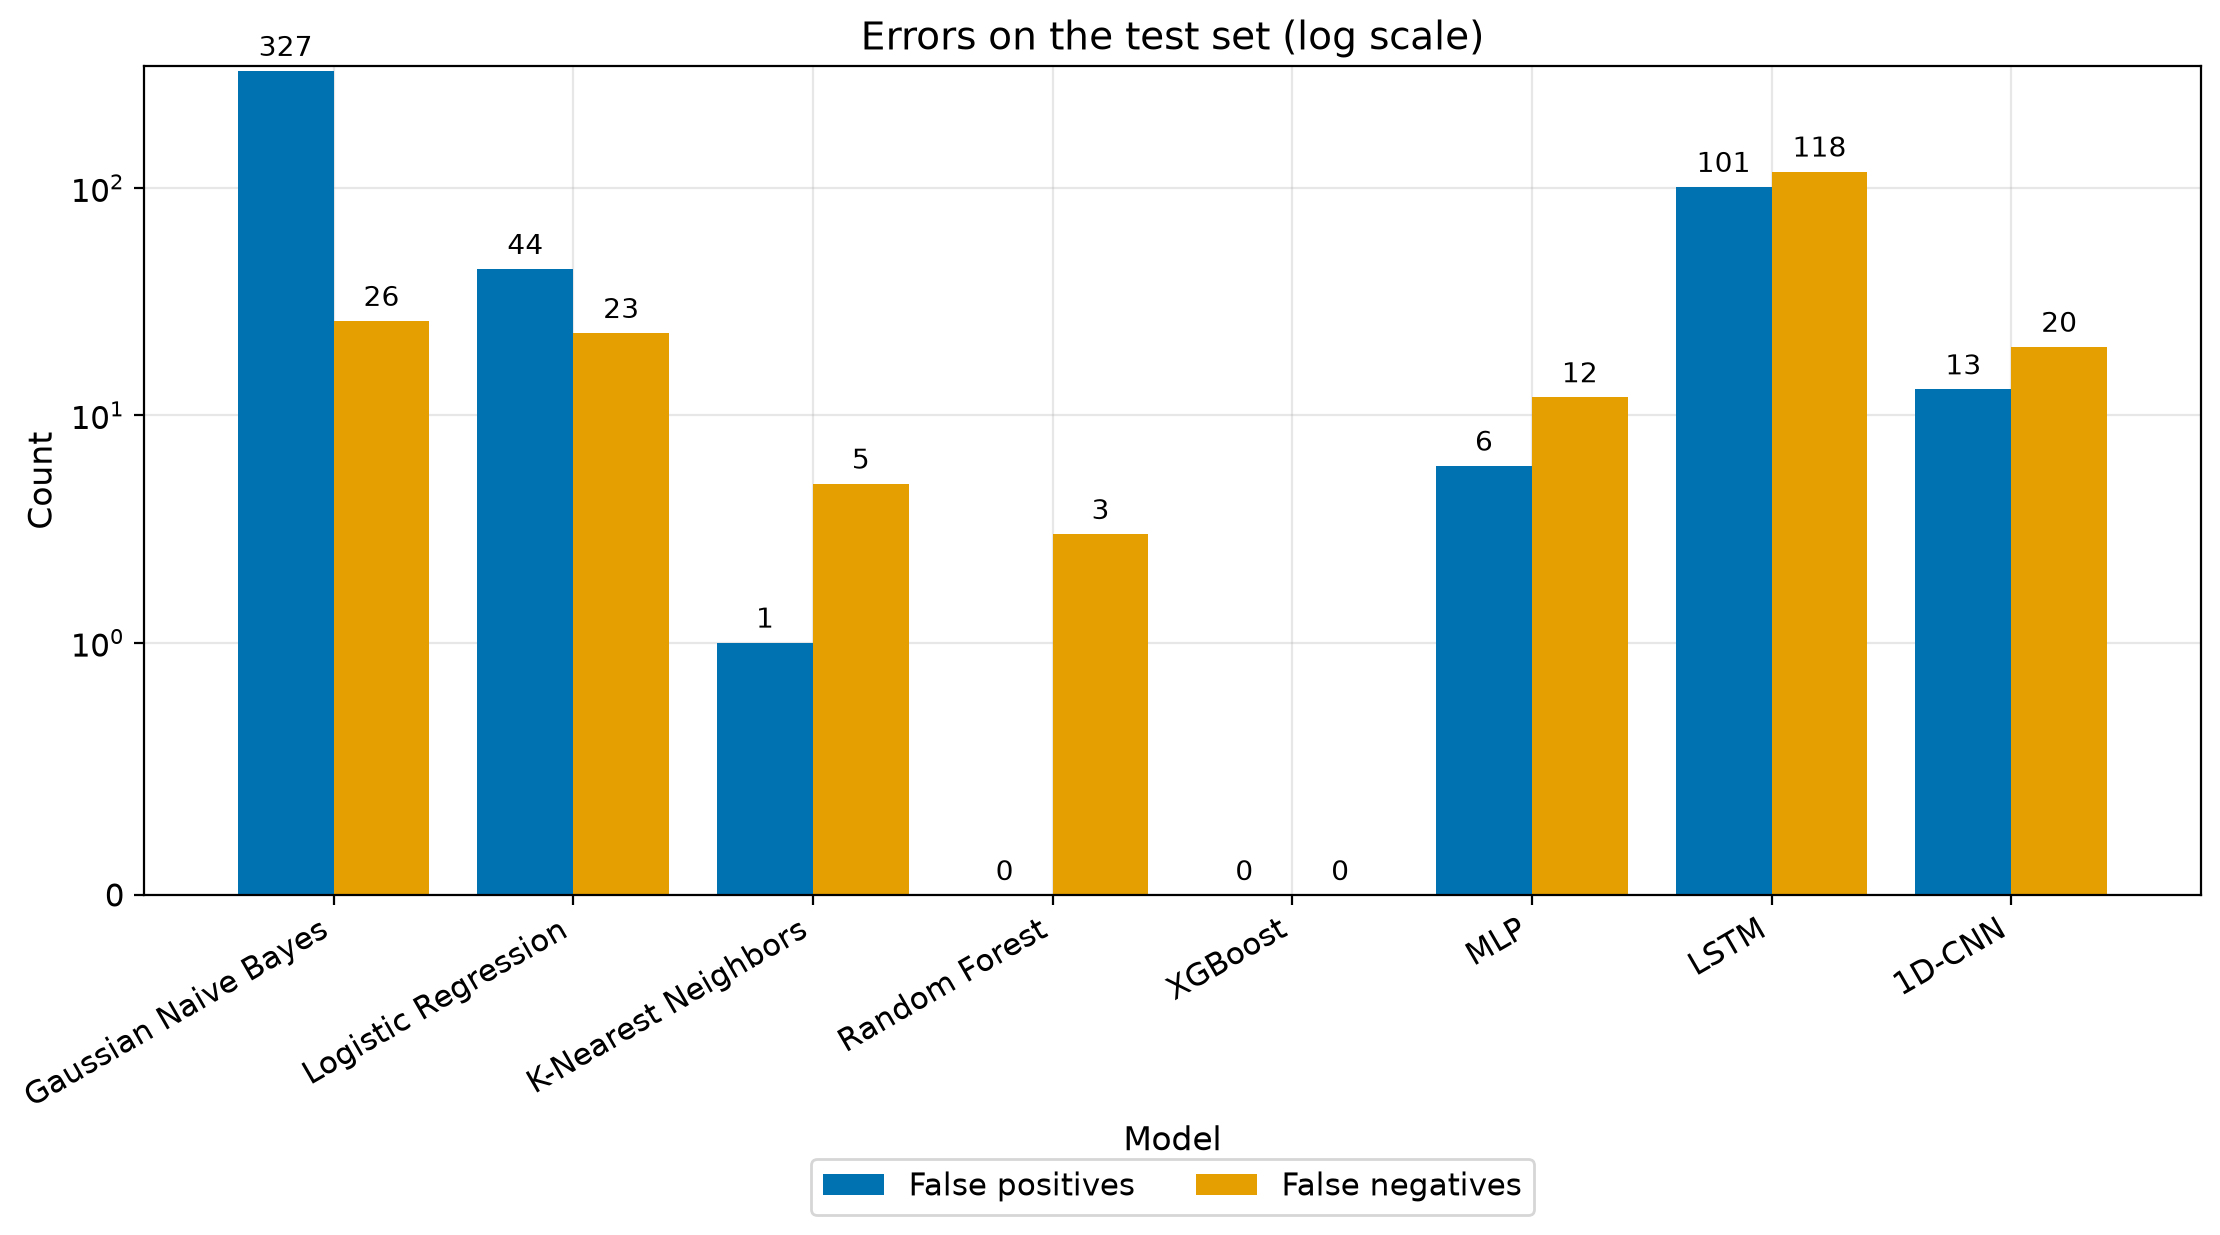 Errors on the test set (log scale)
327
26
44
23
1
5
0
3
0
0
6
12
101
118
13
20
Count
10²
10¹
10⁰
0
Gaussian Naive Bayes
Logistic Regression
K-Nearest Neighbors
Random Forest
XGBoost
MLP
LSTM
1D-CNN
Model
False positives
False negatives